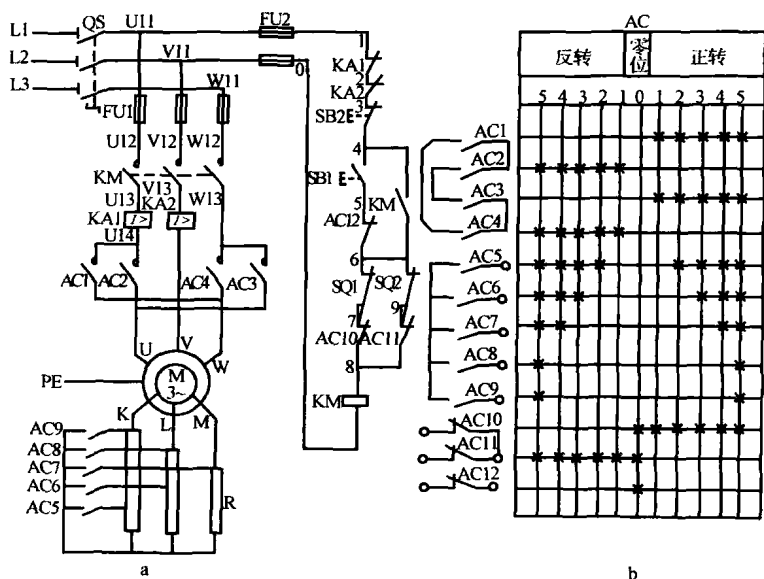 L1
QS
U11
FU2
L2
V11
0
L3
W11
FU1
U12
V12
W12
KM
V13
U13
KA2
W13
KA1
I>
I>
U14
AC1
AC2
AC4
AC3
U
V
W
PE
M
3~
K
L
M
AC9
AC8
AC7
AC6
AC5
R
a
KA1
2
KA2
3
SB2
4
SB1
KM
5
AC12
6
SQ1
SQ2
7
9
AC10
AC11
8
KM
AC
反转
零位
正转
5 4 3 2 1 0 1 2 3 4 5
AC1
AC2
AC3
AC4
AC5
AC6
AC7
AC8
AC9
AC10
AC11
AC12
b